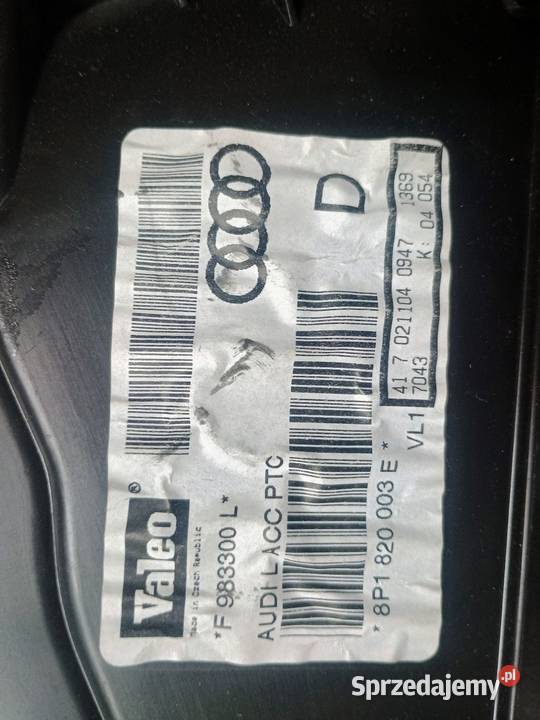 Valeo®
Made in Czech Republic
*F 983300 L*
AUDI LACC PTC
D
*8P1 820 003 E*
VL1
41 7 021104 0947 1369
7043 K: 04 054
Sprzedajemy.pl